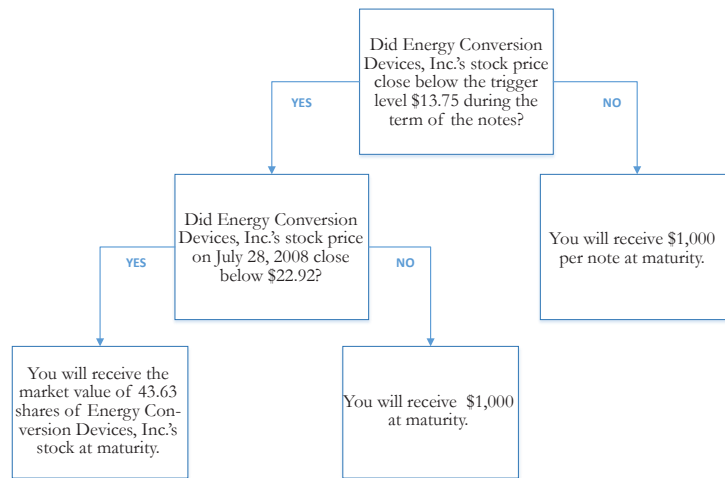 Did Energy Conversion
Devices, Inc.'s stock price
close below the trigger
level $13.75 during the
term of the notes?
YES
NO
Did Energy Conversion
Devices, Inc.'s stock price
on July 28, 2008 close
below $22.92?
You will receive $1,000
per note at maturity.
YES
NO
You will receive the
market value of 43.63
shares of Energy Con-
version Devices, Inc.'s
stock at maturity.
You will receive $1,000
at maturity.